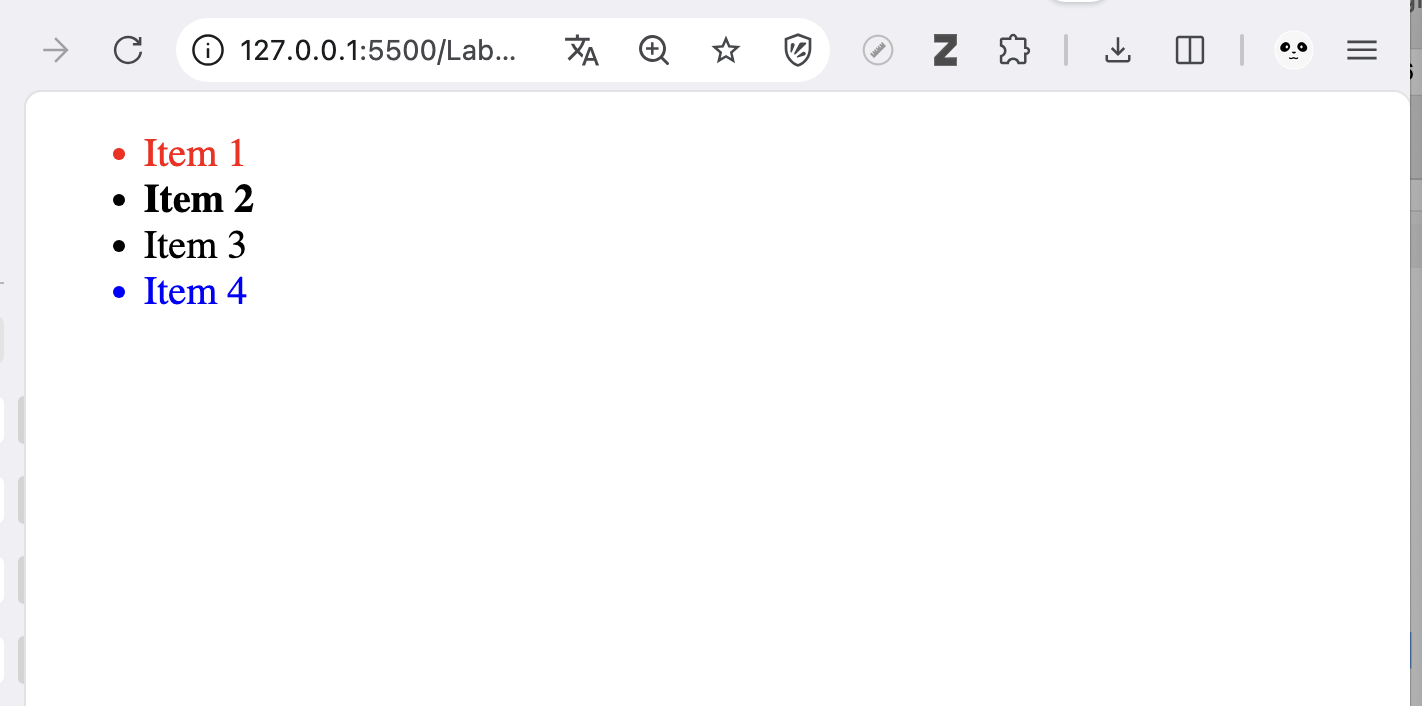 127.0.0.1:5500/Lab...
Item 1
Item 2
Item 3
Item 4